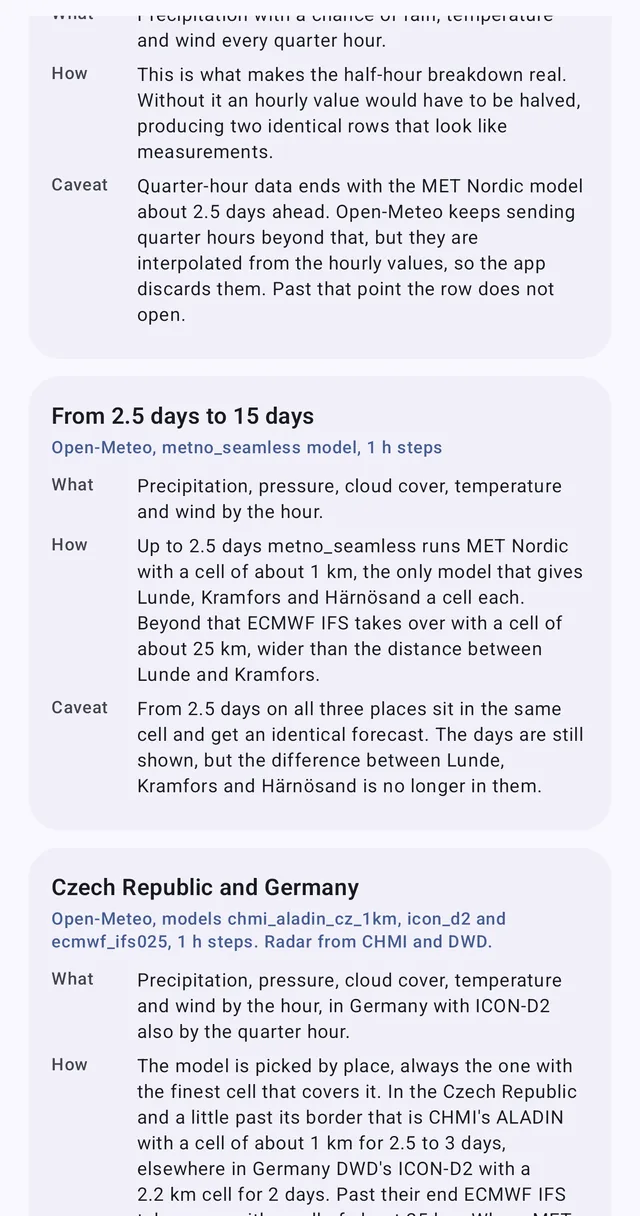 What
Precipitation with a chance of rain, temperature
and wind every quarter hour.
How
This is what makes the half-hour breakdown real.
Without it an hourly value would have to be halved,
producing two identical rows that look like
measurements.
Caveat
Quarter-hour data ends with the MET Nordic model
about 2.5 days ahead. Open-Meteo keeps sending
quarter hours beyond that, but they are
interpolated from the hourly values, so the app
discards them. Past that point the row does not
open.
From 2.5 days to 15 days
Open-Meteo, metno_seamless model, 1 h steps
What
Precipitation, pressure, cloud cover, temperature
and wind by the hour.
How
Up to 2.5 days metno_seamless runs MET Nordic
with a cell of about 1 km, the only model that gives
Lunde, Kramfors and Härnösand a cell each.
Beyond that ECMWF IFS takes over with a cell of
about 25 km, wider than the distance between
Lunde and Kramfors.
Caveat
From 2.5 days on all three places sit in the same
cell and get an identical forecast. The days are still
shown, but the difference between Lunde,
Kramfors and Härnösand is no longer in them.
Czech Republic and Germany
Open-Meteo, models chmi_aladin_cz_1km, icon_d2 and
ecmwf_ifs025, 1 h steps. Radar from CHMI and DWD.
What
Precipitation, pressure, cloud cover, temperature
and wind by the hour, in Germany with ICON-D2
also by the quarter hour.
How
The model is picked by place, always the one with
the finest cell that covers it. In the Czech Republic
and a little past its border that is CHMI's ALADIN
with a cell of about 1 km for 2.5 to 3 days,
elsewhere in Germany DWD's ICON-D2 with a
2.2 km cell for 2 days. Past their end ECMWF IFS